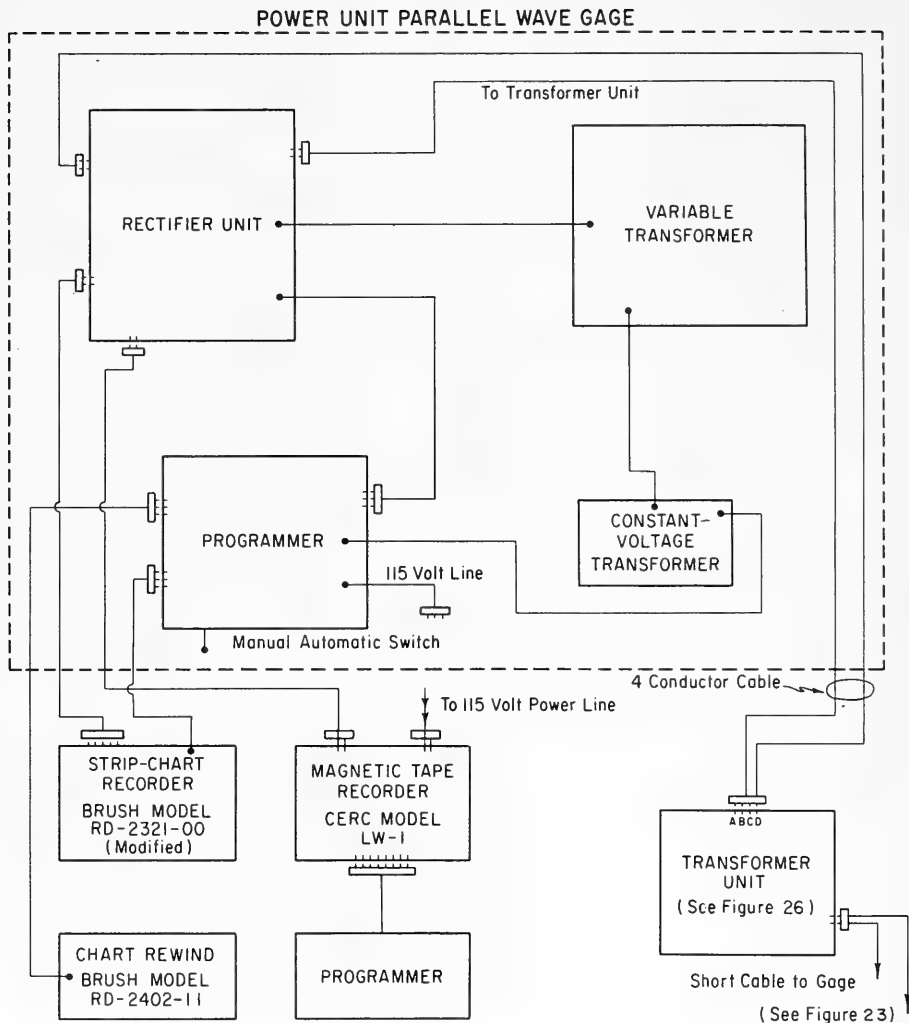 POWER UNIT PARALLEL WAVE GAGE
To Transformer Unit
RECTIFIER UNIT
VARIABLE
TRANSFORMER
PROGRAMMER
115 Volt Line
CONSTANT-
VOLTAGE
TRANSFORMER
Manual Automatic Switch
4 Conductor Cable
To 115 Volt Power Line
STRIP-CHART
RECORDER
BRUSH MODEL
RD-2321-00
(Modified)
MAGNETIC TAPE
RECORDER
CERC MODEL
LW-1
ABCD
TRANSFORMER
UNIT
(See Figure 26)
CHART REWIND
BRUSH MODEL
RD-2402-11
PROGRAMMER
Short Cable to Gage
(See Figure 23)